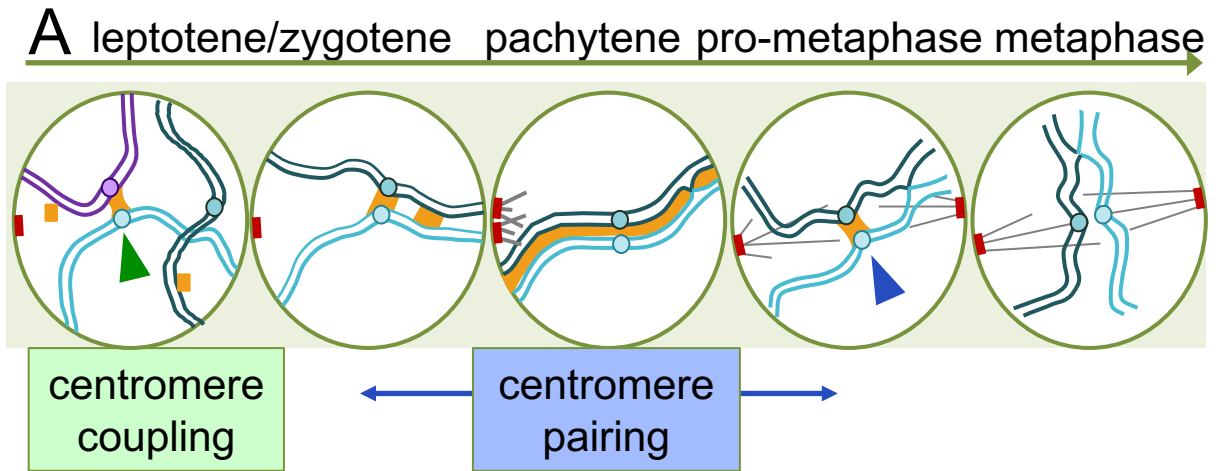 A leptotene/zygotene pachytene pro-metaphase metaphase
centromere
coupling
centromere
pairing